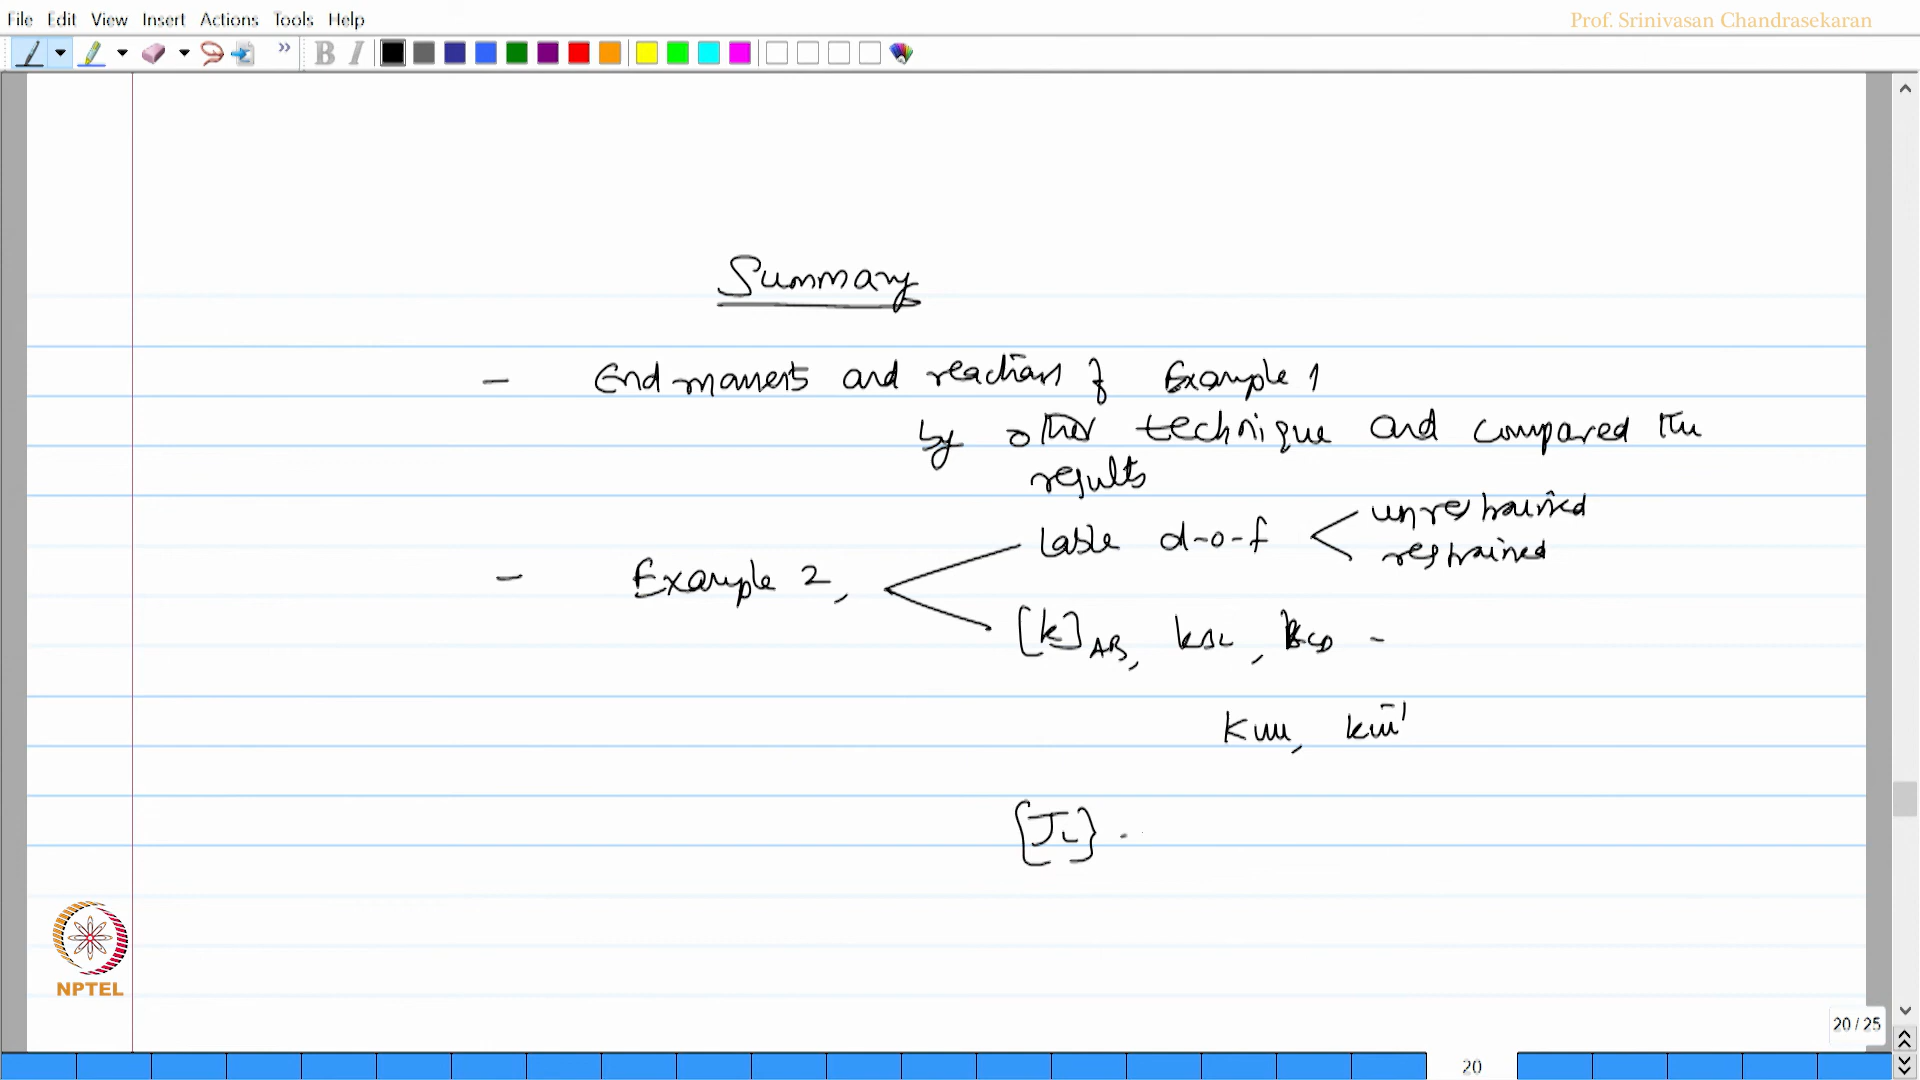 File Edit View Insert Actions Tools Help
Prof. Srinivasan Chandrasekaran
Summary
- End moments and reactions of Example 1
by other technique and compared the
results
- Example 2,
lable d-o-f < unrestrained
restrained
[k]AB, kBC, kCD -
kuu, kuu⁻¹
{JL} -
NPTEL
20 / 25
20